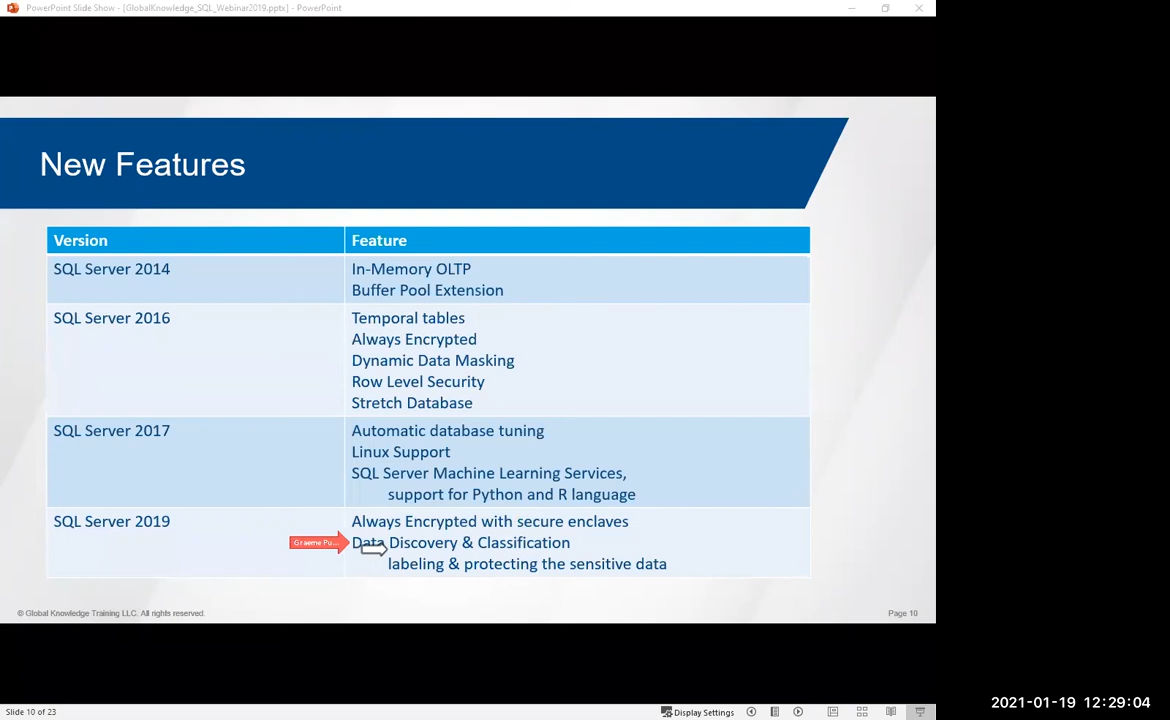 PowerPoint Slide Show - [GlobalKnowledge_SQL_Webinar2019.pptx] - PowerPoint
New Features
Version Feature
SQL Server 2014 In-Memory OLTP
Buffer Pool Extension
SQL Server 2016 Temporal tables
Always Encrypted
Dynamic Data Masking
Row Level Security
Stretch Database
SQL Server 2017 Automatic database tuning
Linux Support
SQL Server Machine Learning Services,
support for Python and R language
SQL Server 2019 Always Encrypted with secure enclaves
Graeme Pu... Data Discovery & Classification
labeling & protecting the sensitive data
© Global Knowledge Training LLC. All rights reserved. Page 10
2021-01-19 12:29:04
Slide 10 of 23 Display Settings